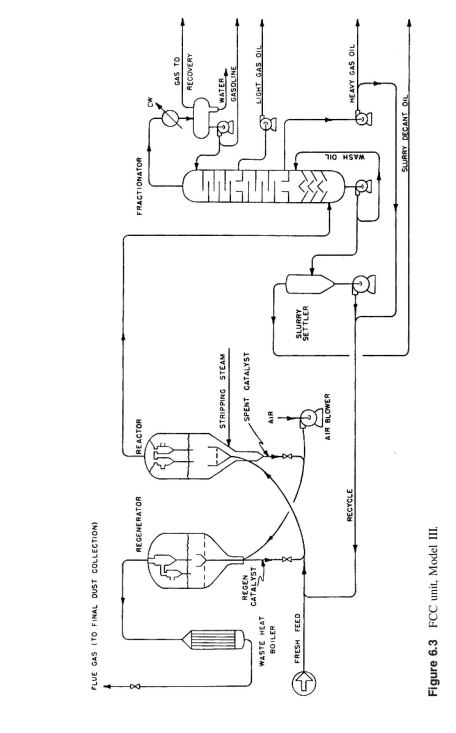 FLUE GAS (TO FINAL DUST COLLECTION)
WASTE HEAT
BOILER
FRESH FEED
REGENERATOR
REGEN
CATALYST
REACTOR
STRIPPING STEAM
SPENT CATALYST
AIR
AIR BLOWER
RECYCLE
SLURRY
SETTLER
FRACTIONATOR
CW
WASH OIL
GAS TO
RECOVERY
WATER
GASOLINE
LIGHT GAS OIL
HEAVY GAS OIL
SLURRY DECANT OIL
Figure 6.3 FCC unit, Model III.